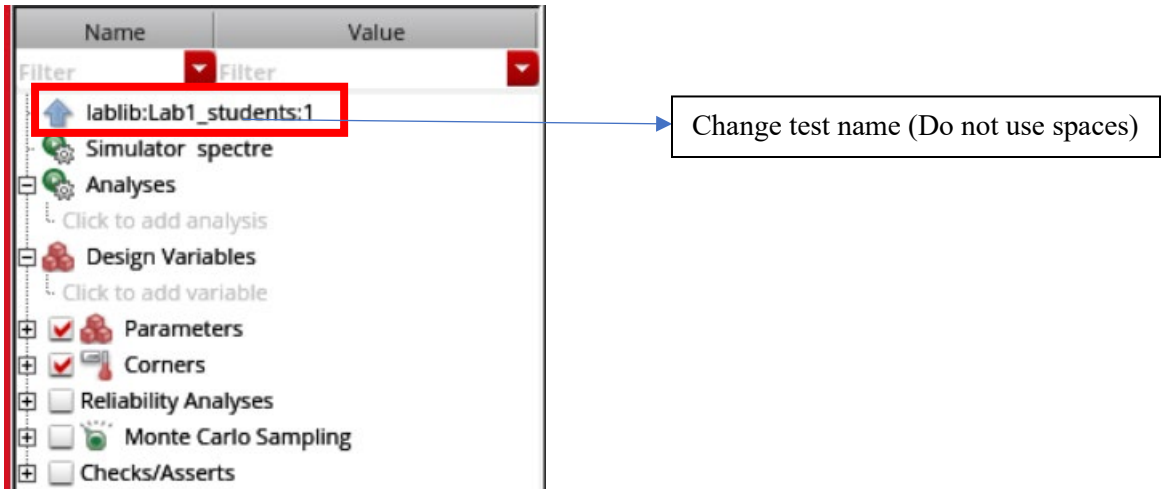 Name Value
Filter Filter
lablib:Lab1_students:1
Change test name (Do not use spaces)
Simulator spectre
Analyses
Click to add analysis
Design Variables
Click to add variable
Parameters
Corners
Reliability Analyses
Monte Carlo Sampling
Checks/Asserts